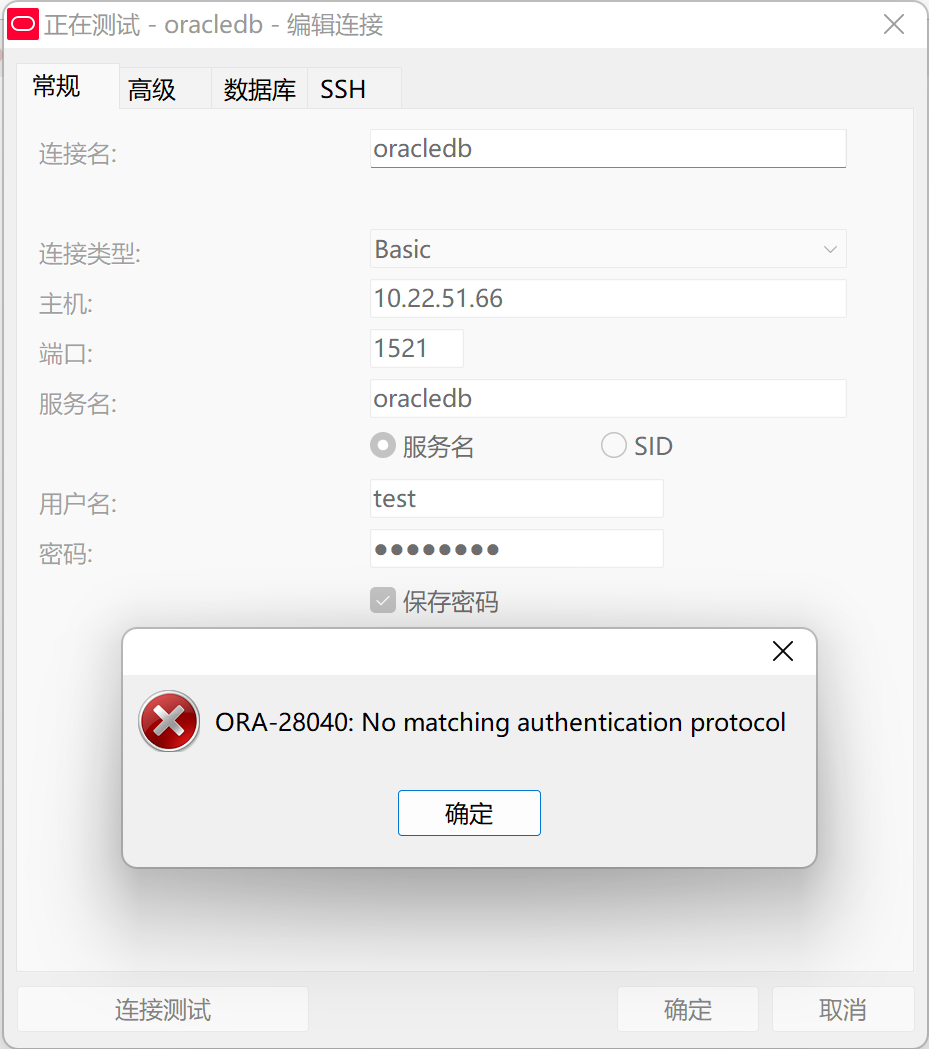 正在测试 - oracledb - 编辑连接
常规 高级 数据库 SSH
连接名: oracledb
连接类型: Basic
主机: 10.22.51.66
端口: 1521
服务名: oracledb
服务名 SID
用户名: test
密码: ●●●●●●●●
保存密码
ORA-28040: No matching authentication protocol
确定
连接测试 确定 取消